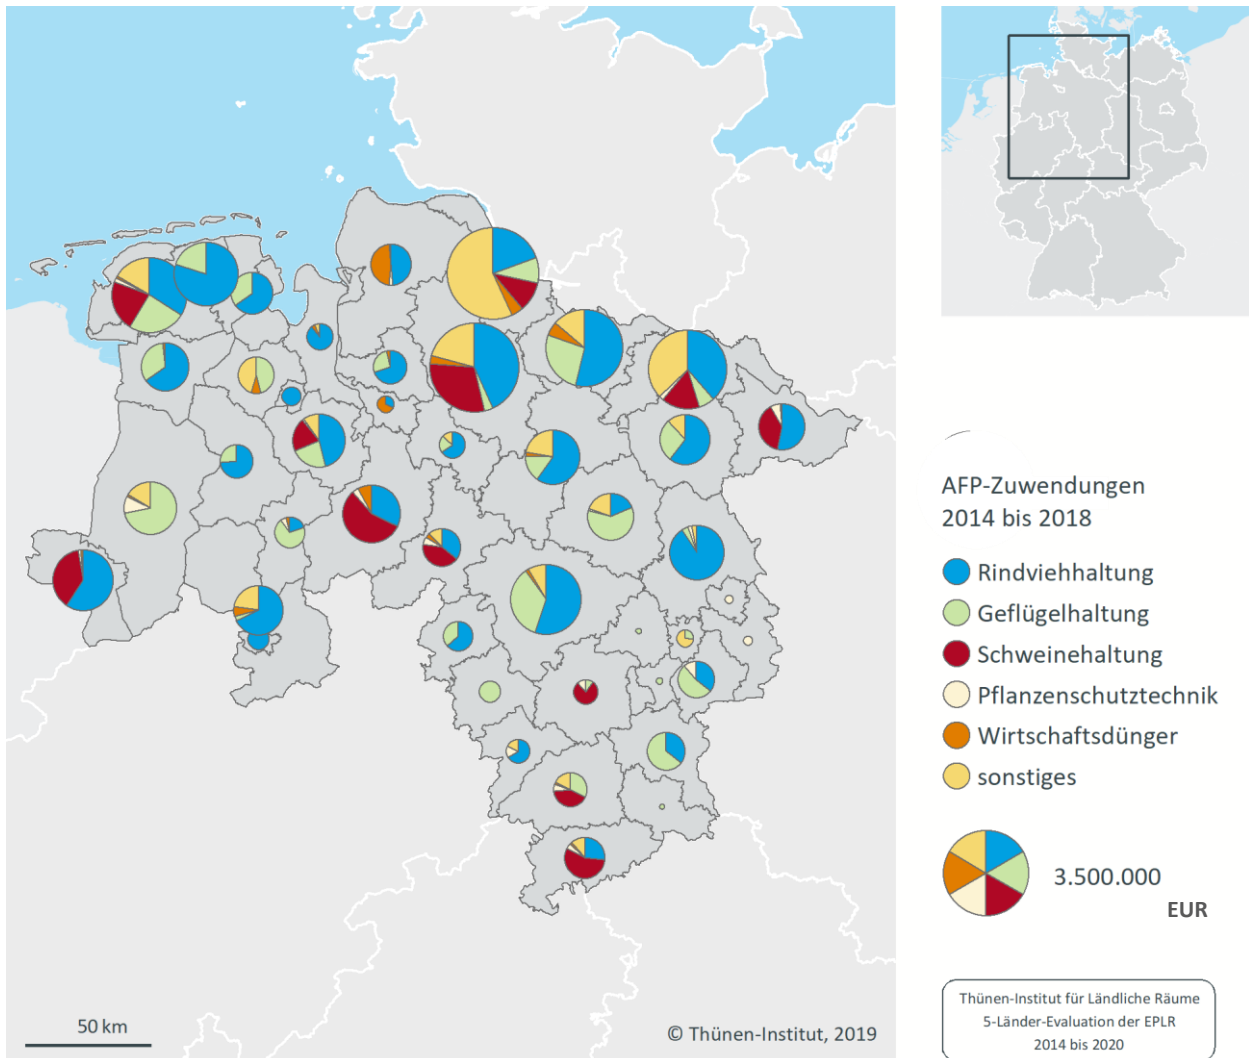 AFP-Zuwendungen
2014 bis 2018
Rindviehhaltung
Geflügelhaltung
Schweinehaltung
Pflanzenschutztechnik
Wirtschaftsdünger
sonstiges
3.500.000
EUR
50 km
© Thünen-Institut, 2019
Thünen-Institut für Ländliche Räume
5-Länder-Evaluation der EPLR
2014 bis 2020